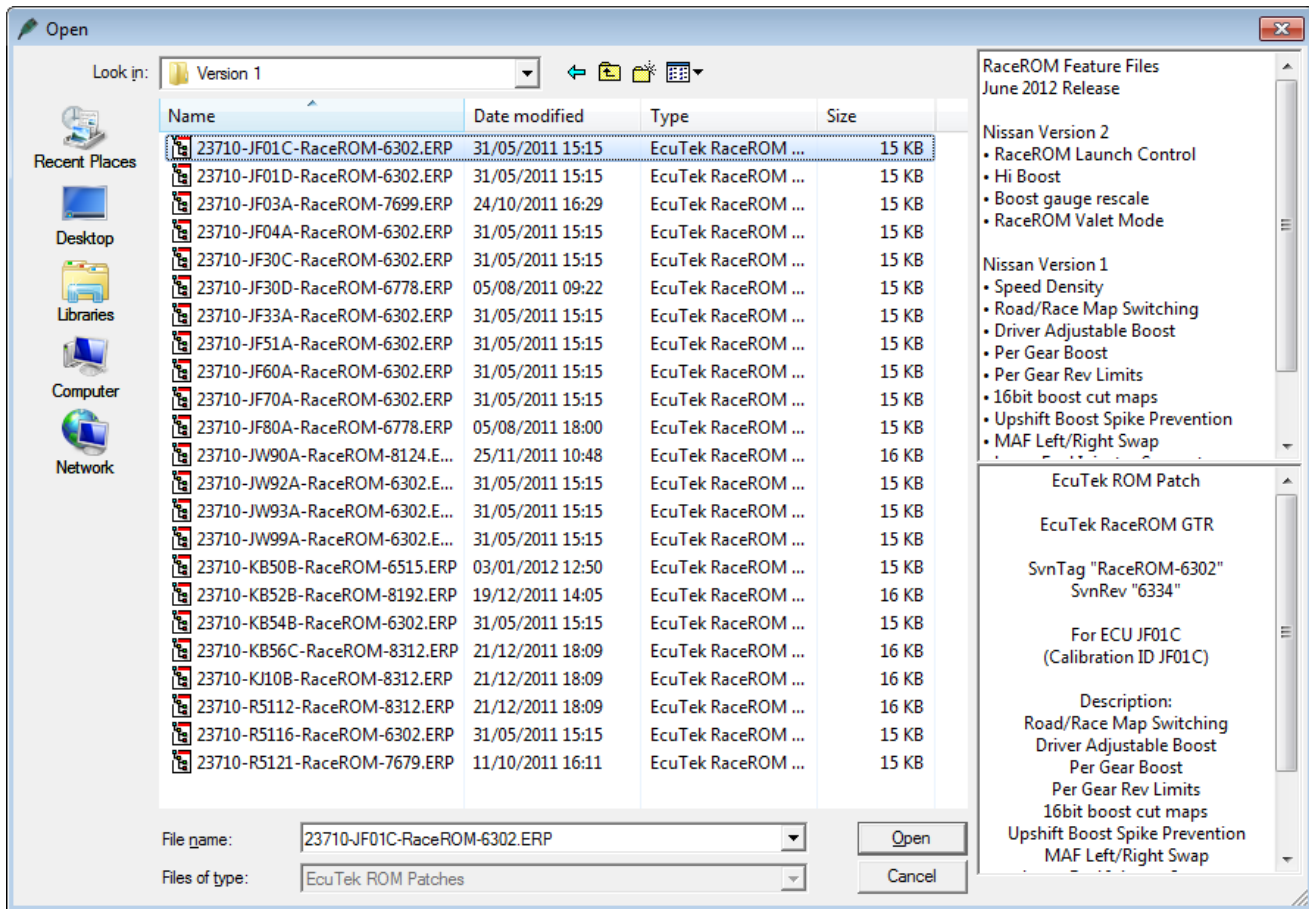 Open
Look in: Version 1
Recent Places
Desktop
Libraries
Computer
Network
Name Date modified Type Size
23710-JF01C-RaceROM-6302.ERP 31/05/2011 15:15 EcuTek RaceROM ... 15 KB
23710-JF01D-RaceROM-6302.ERP 31/05/2011 15:15 EcuTek RaceROM ... 15 KB
23710-JF03A-RaceROM-7699.ERP 24/10/2011 16:29 EcuTek RaceROM ... 15 KB
23710-JF04A-RaceROM-6302.ERP 31/05/2011 15:15 EcuTek RaceROM ... 15 KB
23710-JF30C-RaceROM-6302.ERP 31/05/2011 15:15 EcuTek RaceROM ... 15 KB
23710-JF30D-RaceROM-6778.ERP 05/08/2011 09:22 EcuTek RaceROM ... 15 KB
23710-JF33A-RaceROM-6302.ERP 31/05/2011 15:15 EcuTek RaceROM ... 15 KB
23710-JF51A-RaceROM-6302.ERP 31/05/2011 15:15 EcuTek RaceROM ... 15 KB
23710-JF60A-RaceROM-6302.ERP 31/05/2011 15:15 EcuTek RaceROM ... 15 KB
23710-JF70A-RaceROM-6302.ERP 31/05/2011 15:15 EcuTek RaceROM ... 15 KB
23710-JF80A-RaceROM-6778.ERP 05/08/2011 18:00 EcuTek RaceROM ... 15 KB
23710-JW90A-RaceROM-8124.E... 25/11/2011 10:48 EcuTek RaceROM ... 16 KB
23710-JW92A-RaceROM-6302.E... 31/05/2011 15:15 EcuTek RaceROM ... 15 KB
23710-JW93A-RaceROM-6302.E... 31/05/2011 15:15 EcuTek RaceROM ... 15 KB
23710-JW99A-RaceROM-6302.E... 31/05/2011 15:15 EcuTek RaceROM ... 15 KB
23710-KB50B-RaceROM-6515.ERP 03/01/2012 12:50 EcuTek RaceROM ... 15 KB
23710-KB52B-RaceROM-8192.ERP 19/12/2011 14:05 EcuTek RaceROM ... 16 KB
23710-KB54B-RaceROM-6302.ERP 31/05/2011 15:15 EcuTek RaceROM ... 15 KB
23710-KB56C-RaceROM-8312.ERP 21/12/2011 18:09 EcuTek RaceROM ... 16 KB
23710-KJ10B-RaceROM-8312.ERP 21/12/2011 18:09 EcuTek RaceROM ... 16 KB
23710-R5112-RaceROM-8312.ERP 21/12/2011 18:09 EcuTek RaceROM ... 16 KB
23710-R5116-RaceROM-6302.ERP 31/05/2011 15:15 EcuTek RaceROM ... 15 KB
23710-R5121-RaceROM-7679.ERP 11/10/2011 16:11 EcuTek RaceROM ... 15 KB
File name: 23710-JF01C-RaceROM-6302.ERP Open
Files of type: EcuTek ROM Patches Cancel
RaceROM Feature Files
June 2012 Release
Nissan Version 2
• RaceROM Launch Control
• Hi Boost
• Boost gauge rescale
• RaceROM Valet Mode
Nissan Version 1
• Speed Density
• Road/Race Map Switching
• Driver Adjustable Boost
• Per Gear Boost
• Per Gear Rev Limits
• 16bit boost cut maps
• Upshift Boost Spike Prevention
• MAF Left/Right Swap
EcuTek ROM Patch
EcuTek RaceROM GTR
SvnTag "RaceROM-6302"
SvnRev "6334"
For ECU JF01C
(Calibration ID JF01C)
Description:
Road/Race Map Switching
Driver Adjustable Boost
Per Gear Boost
Per Gear Rev Limits
16bit boost cut maps
Upshift Boost Spike Prevention
MAF Left/Right Swap